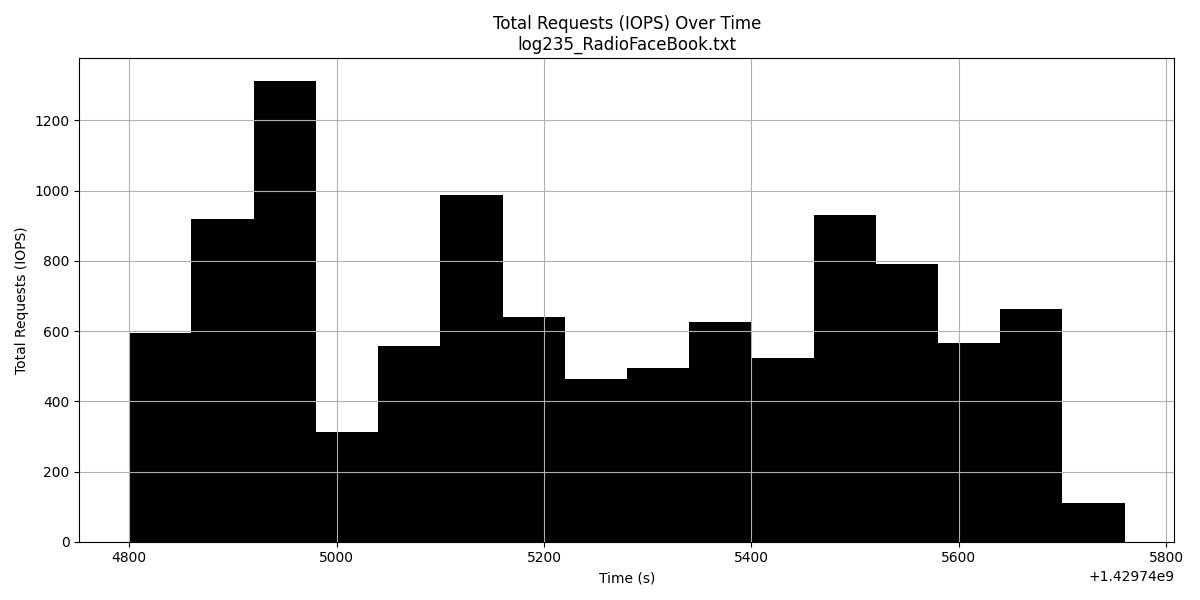 Total Requests (IOPS) Over Time
log235_RadioFaceBook.txt
Total Requests (IOPS)
1200
1000
800
600
400
200
0
4800 5000 5200 5400 5600 5800
Time (s)
+1.42974e9